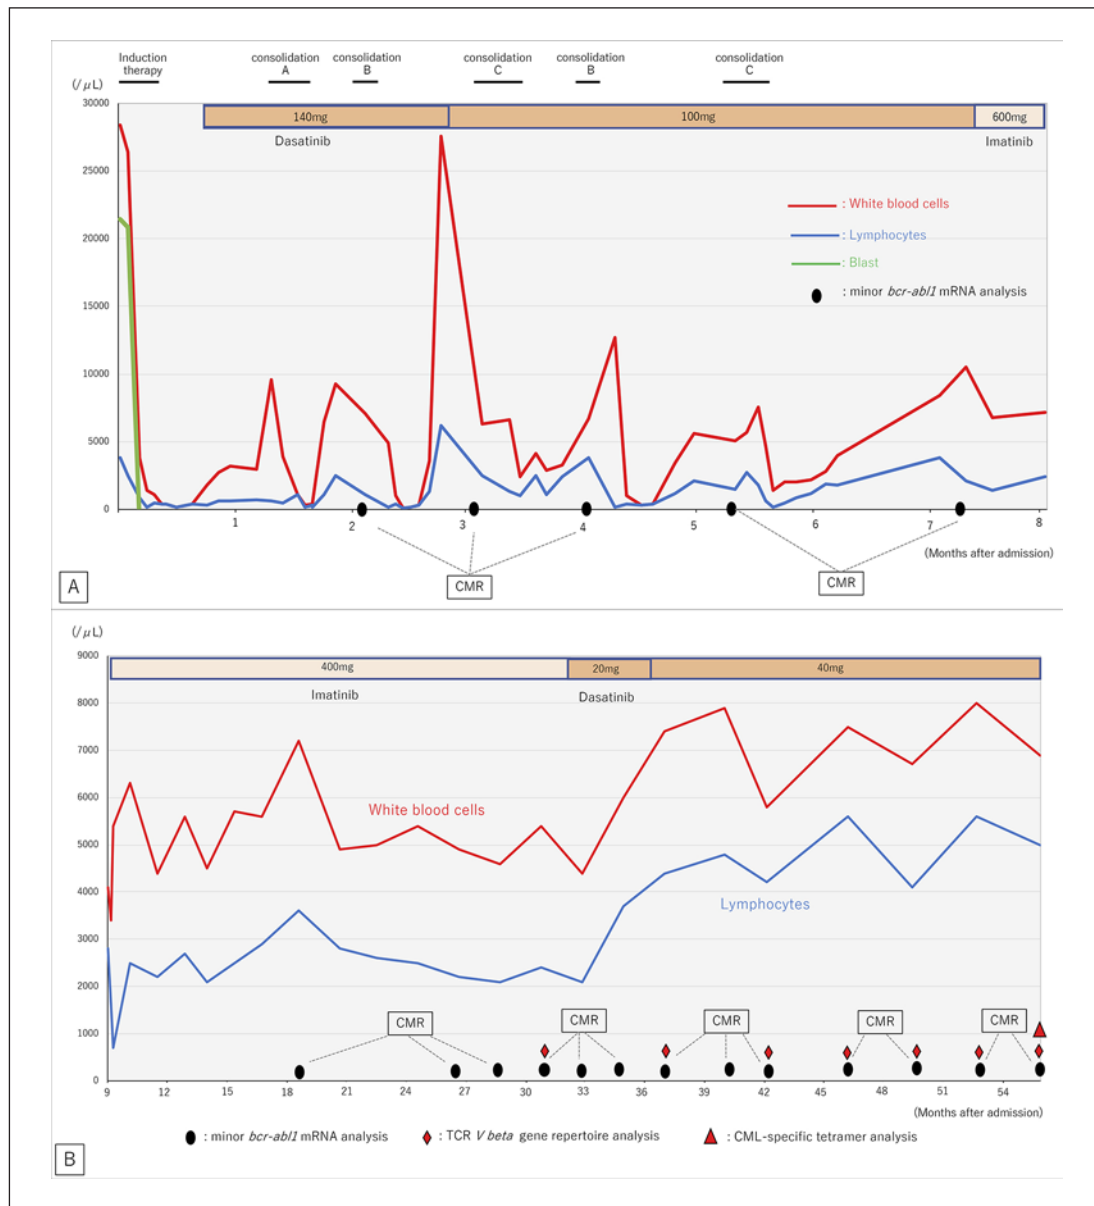 Induction therapy
consolidation A
consolidation B
consolidation C
consolidation B
consolidation C
(/μL)
30000
140mg
100mg
600mg
Dasatinib
Imatinib
25000
: White blood cells
20000
: Lymphocytes
: Blast
: minor bcr-abl1 mRNA analysis
15000
10000
5000
0
1 2 3 4 5 6 7 8
(Months after admission)
CMR CMR
A
(/μL)
9000
400mg 20mg 40mg
Imatinib Dasatinib
8000
7000
White blood cells
6000
5000
4000
Lymphocytes
3000
2000
CMR CMR CMR CMR CMR
1000
0
9 12 15 18 21 24 27 30 33 36 39 42 45 48 51 54
(Months after admission)
: minor bcr-abl1 mRNA analysis : TCR V beta gene repertoire analysis : CML-specific tetramer analysis
B